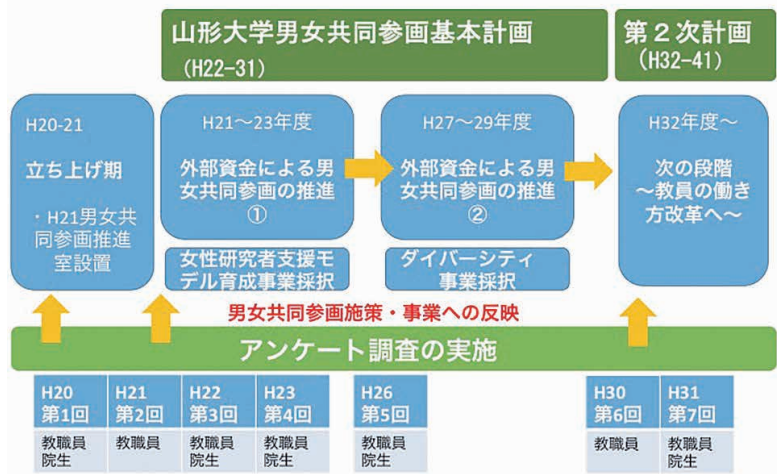 山形大学男女共同参画基本計画
(H22-31)
第２次計画
(H32-41)
H20-21
立ち上げ期
・H21男女共
同参画推進
室設置
H21～23年度
外部資金による男
女共同参画の推進
①
女性研究者支援モ
デル育成事業採択
H27～29年度
外部資金による男
女共同参画の推進
②
ダイバーシティ
事業採択
H32年度～
次の段階
～教員の働き
方改革へ～
男女共同参画施策・事業への反映
アンケート調査の実施
H20
第1回
教職員
院生
H21
第2回
教職員
H22
第3回
教職員
院生
H23
第4回
教職員
院生
H26
第5回
教職員
院生
H30
第6回
教職員
H31
第7回
教職員
院生